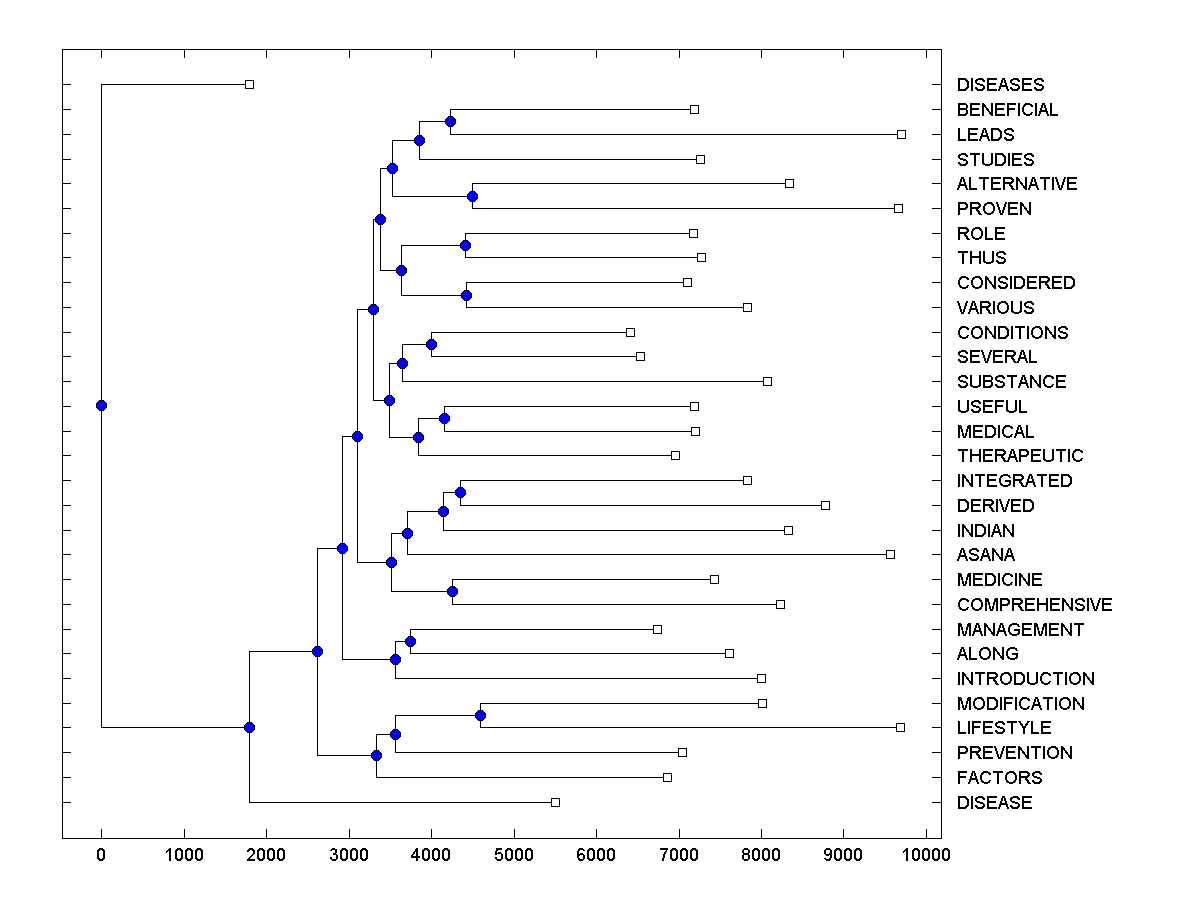 DISEASES
BENEFICIAL
LEADS
STUDIES
ALTERNATIVE
PROVEN
ROLE
THUS
CONSIDERED
VARIOUS
CONDITIONS
SEVERAL
SUBSTANCE
USEFUL
MEDICAL
THERAPEUTIC
INTEGRATED
DERIVED
INDIAN
ASANA
MEDICINE
COMPREHENSIVE
MANAGEMENT
ALONG
INTRODUCTION
MODIFICATION
LIFESTYLE
PREVENTION
FACTORS
DISEASE
0 1000 2000 3000 4000 5000 6000 7000 8000 9000 10000